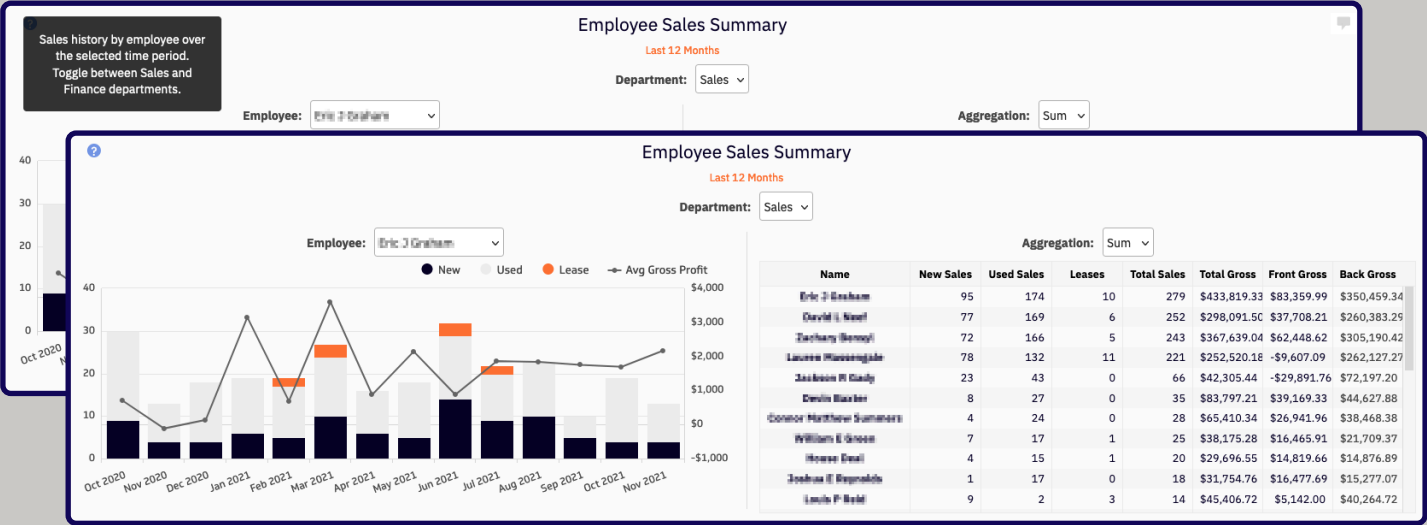 ?
Employee Sales Summary
Sales history by employee over
the selected time period.
Toggle between Sales and
Finance departments.
Last 12 Months
Department: Sales
Employee:
Aggregation: Sum
40
30
20
10
0
Oct 2020
?
Employee Sales Summary
Last 12 Months
Department: Sales
Employee:
Aggregation: Sum
New Used Lease Avg Gross Profit
40
30
20
10
0
$4,000
$3,000
$2,000
$1,000
$0
-$1,000
Oct 2020 Nov 2020 Dec 2020 Jan 2021 Feb 2021 Mar 2021 Apr 2021 May 2021 Jun 2021 Jul 2021 Aug 2021 Sep 2021 Oct 2021 Nov 2021
Name New Sales Used Sales Leases Total Sales Total Gross Front Gross Back Gross
95 174 10 279 $433,819.33 $83,359.99 $350,459.34
77 169 6 252 $298,091.50 $37,708.21 $260,383.29
72 166 5 243 $367,639.04 $62,448.62 $305,190.42
78 132 11 221 $252,520.18 -$9,607.09 $262,127.27
23 43 0 66 $42,305.44 -$29,891.76 $72,197.20
8 27 0 35 $83,797.21 $39,169.33 $44,627.88
4 24 0 28 $65,410.34 $26,941.96 $38,468.38
7 17 1 25 $38,175.28 $16,465.91 $21,709.37
4 15 1 20 $29,696.55 $14,819.66 $14,876.89
1 17 0 18 $31,754.76 $16,477.69 $15,277.07
9 2 3 14 $45,406.72 $5,142.00 $40,264.72